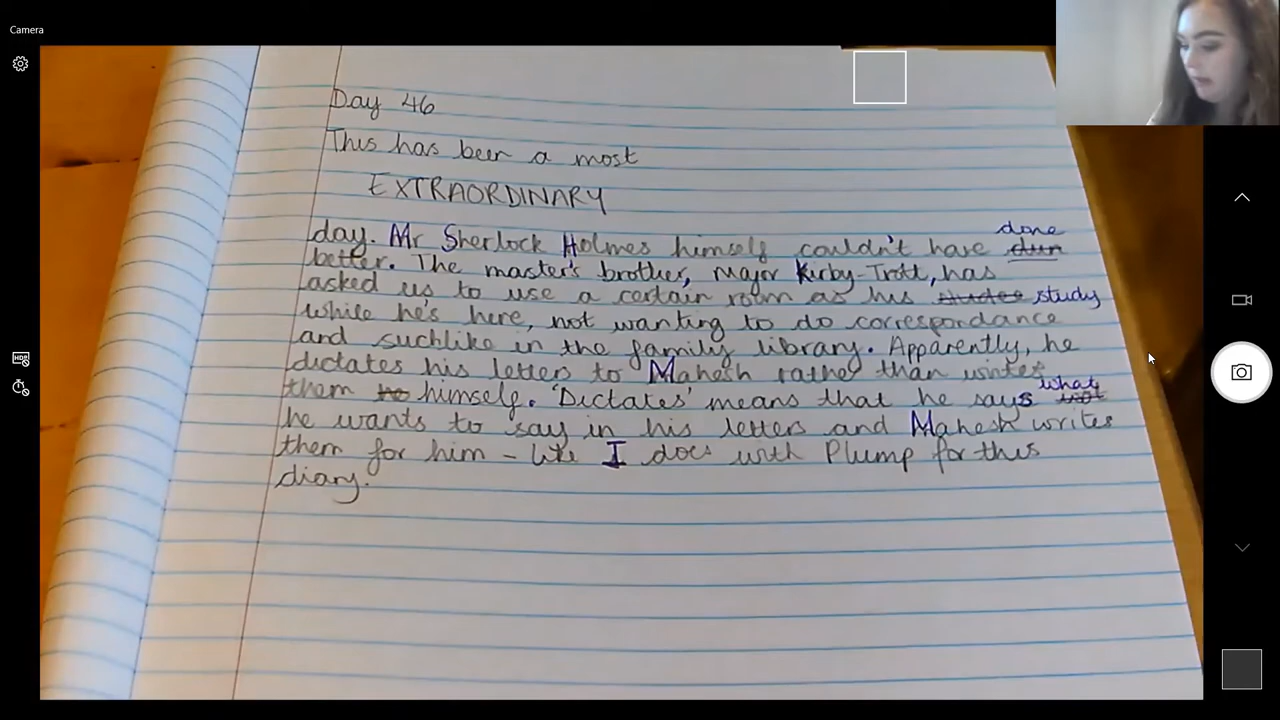 Camera
Day 46
This has been a most
EXTRAORDINARY
done
day. Mr Sherlock Holmes himself couldn't have dun
better. The master's brother, Major Kirby-Trott, has
asked us to use a certain room as his study
while he's here, not wanting to do correspondance
and suchlike in the family library. Apparently, he
dictates his letters to Mahesh rather than
what
them himself. 'Dictates' means that he says
he wants to say in his letters and Mahesh writes
them for him - like I does with Plump for this
diary.
HDR